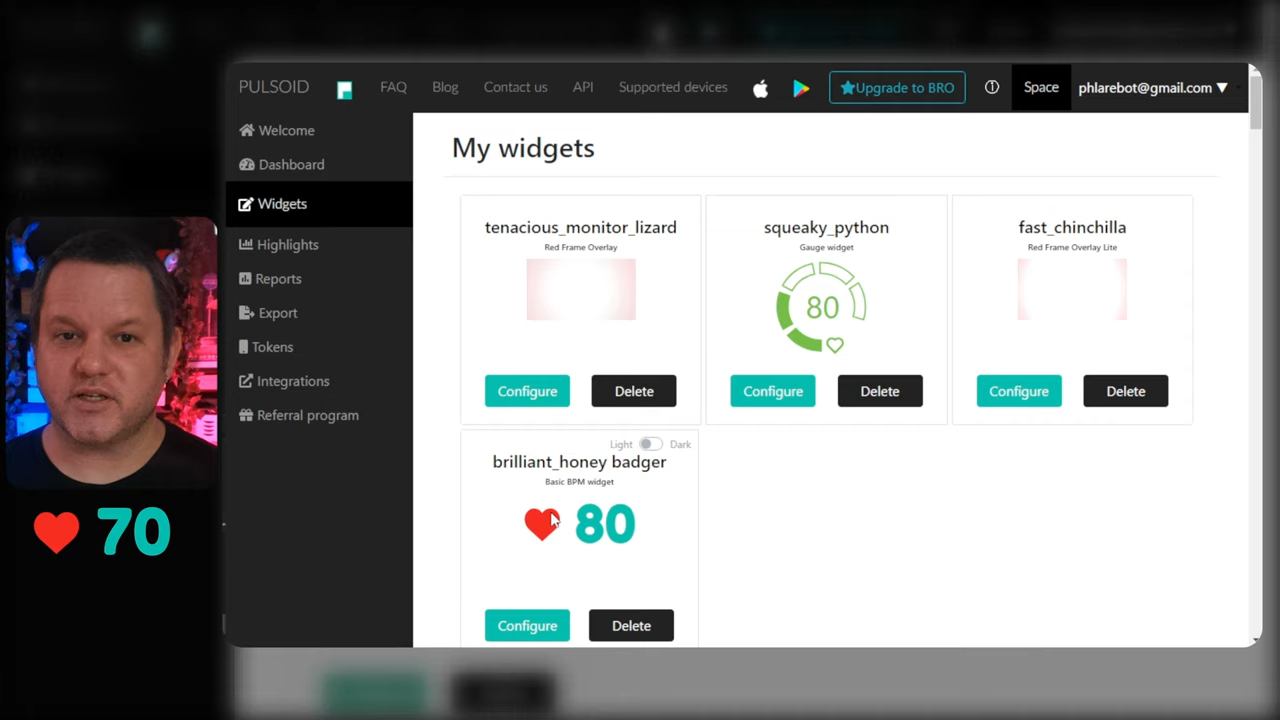 PULSOID
FAQ
Blog
Contact us
API
Supported devices
Upgrade to BRO
Space
phlarebot@gmail.com ▼
Welcome
Dashboard
Widgets
Highlights
Reports
Export
Tokens
Integrations
Referral program
My widgets
tenacious_monitor_lizard
Red Frame Overlay
Configure
Delete
squeaky_python
Gauge widget
80
Configure
Delete
fast_chinchilla
Red Frame Overlay Lite
Configure
Delete
Light
Dark
brilliant_honey badger
Basic BPM widget
80
Configure
Delete
70